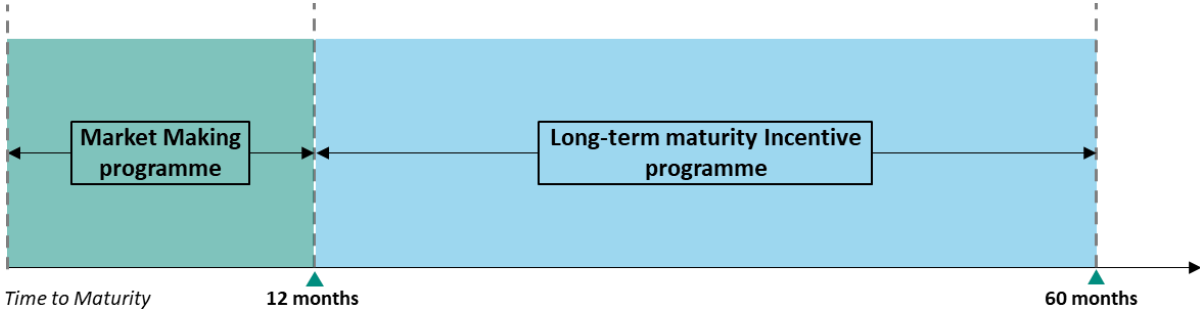 Market Making
programme
Long-term maturity Incentive
programme
Time to Maturity
12 months
60 months